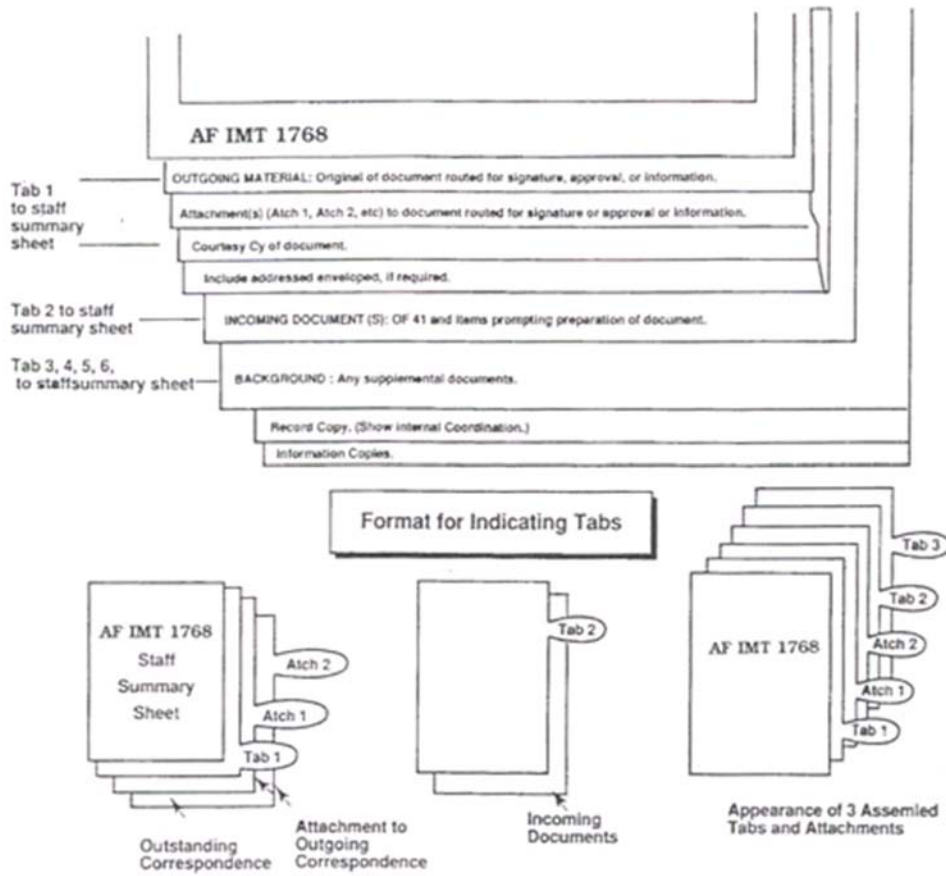 AF IMT 1768
OUTGOING MATERIAL: Original of document routed for signature, approval, or information.
Tab 1
to staff
summary
sheet
Attachment(s) (Atch 1, Atch 2, etc) to document routed for signature or approval or information.
Courtesy Cy of document.
Include addressed enveloped, if required.
Tab 2 to staff
summary sheet
INCOMING DOCUMENT (S): OF 41 and items prompting preparation of document.
Tab 3, 4, 5, 6,
to staffsummary sheet
BACKGROUND : Any supplemental documents.
Record Copy. (Show internal Coordination.)
Information Copies.
Format for Indicating Tabs
AF IMT 1768
Staff
Summary
Sheet
Atch 2
Atch 1
Tab 1
Outstanding
Correspondence
Attachment to
Outgoing
Correspondence
Tab 2
Incoming
Documents
AF IMT 1768
Tab 3
Tab 2
Atch 2
Atch 1
Tab 1
Appearance of 3 Assemled
Tabs and Attachments